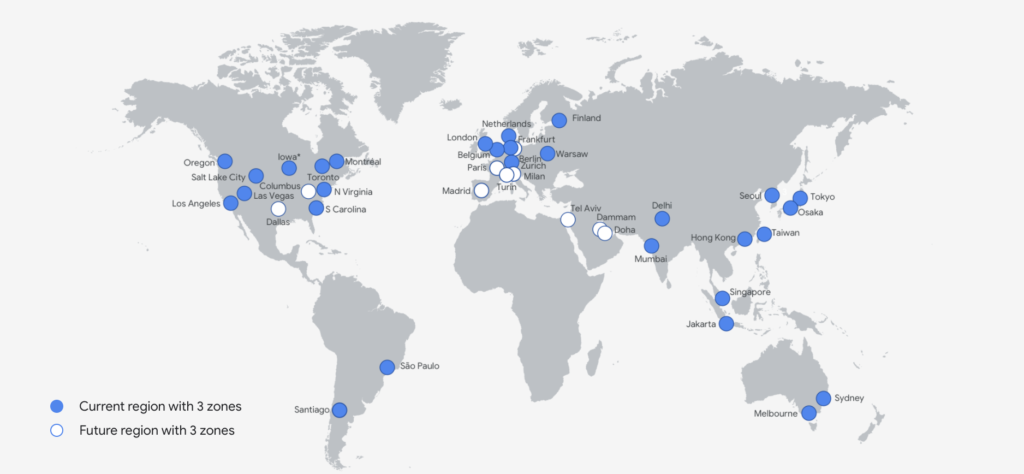 Netherlands
Finland
London
Frankfurt
Belgium
Berlin
Warsaw
Paris
Zurich
Turin
Milan
Madrid
Oregon
Iowa*
Montréal
Salt Lake City
Toronto
Columbus
N Virginia
Las Vegas
Los Angeles
S Carolina
Dallas
Tel Aviv
Dammam
Doha
Delhi
Mumbai
Seoul
Tokyo
Osaka
Hong Kong
Taiwan
Singapore
Jakarta
São Paulo
Santiago
Sydney
Melbourne
Current region with 3 zones
Future region with 3 zones